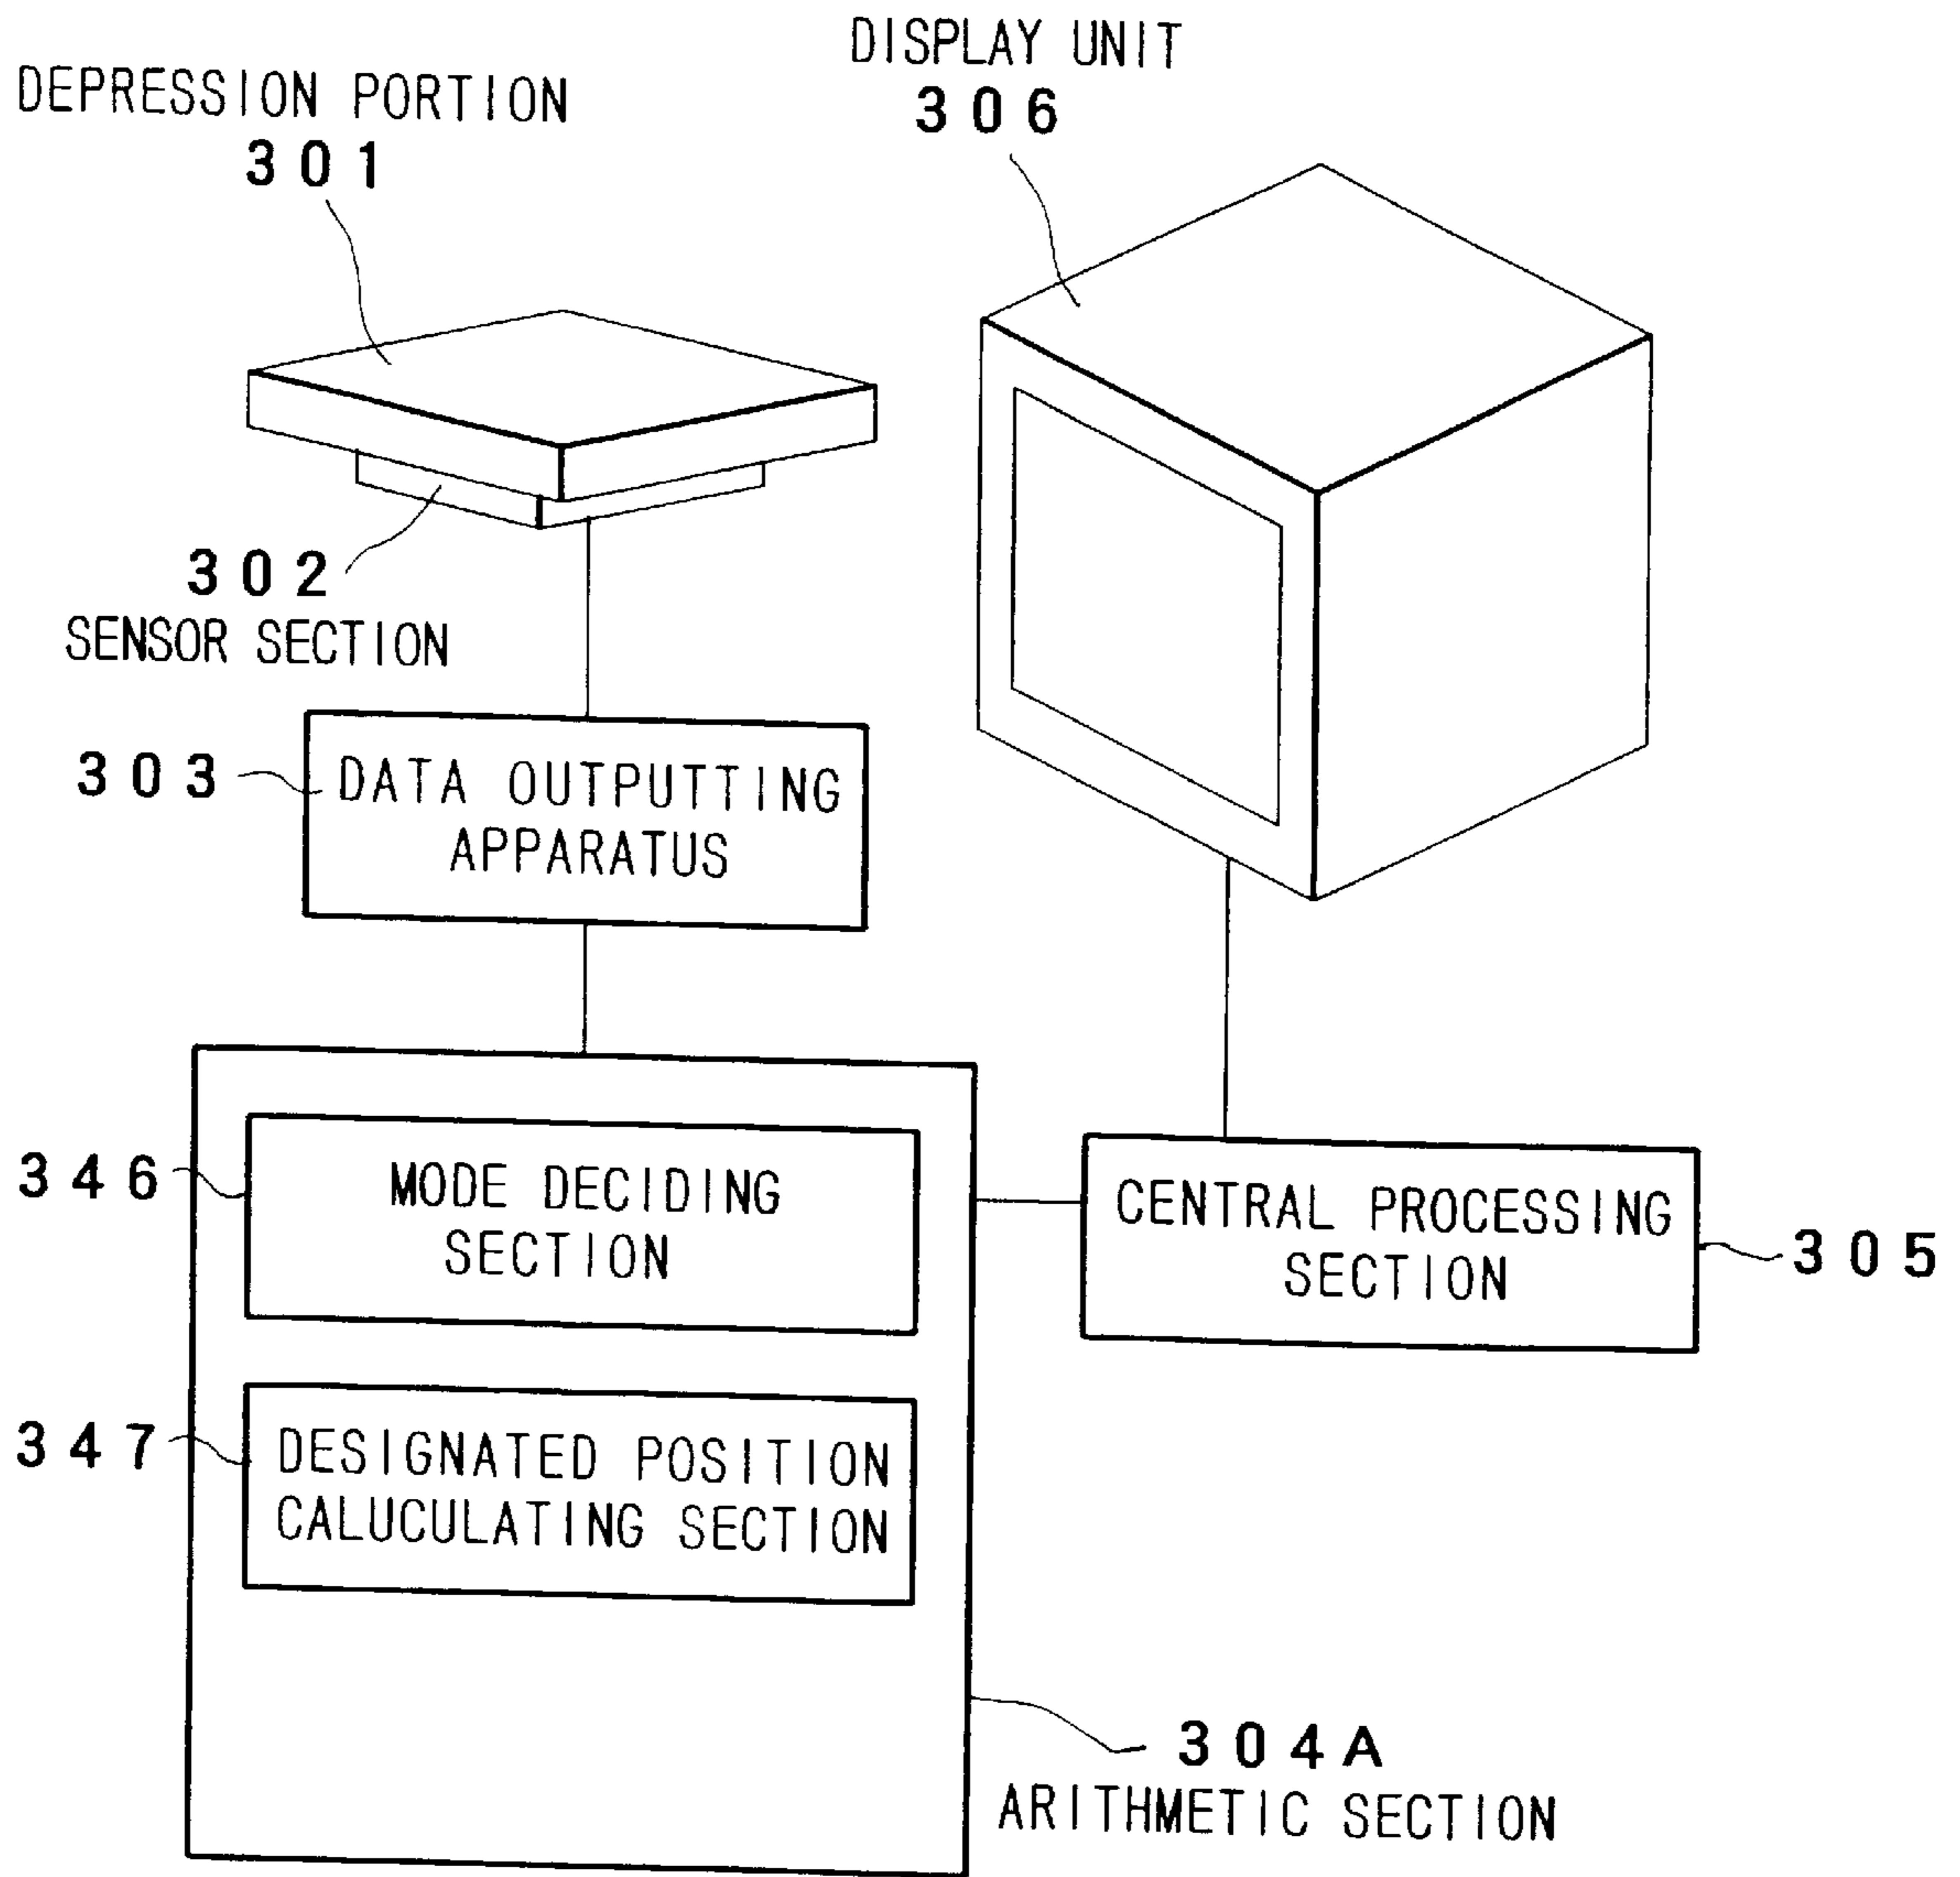 DISPLAY UNIT
306
DEPRESSION PORTION
301
302
SENSOR SECTION
303
DATA OUTPUTTING
APPARATUS
346
MODE DECIDING
SECTION
CENTRAL PROCESSING
SECTION
305
347
DESIGNATED POSITION
CALUCULATING SECTION
304A
ARITHMETIC SECTION